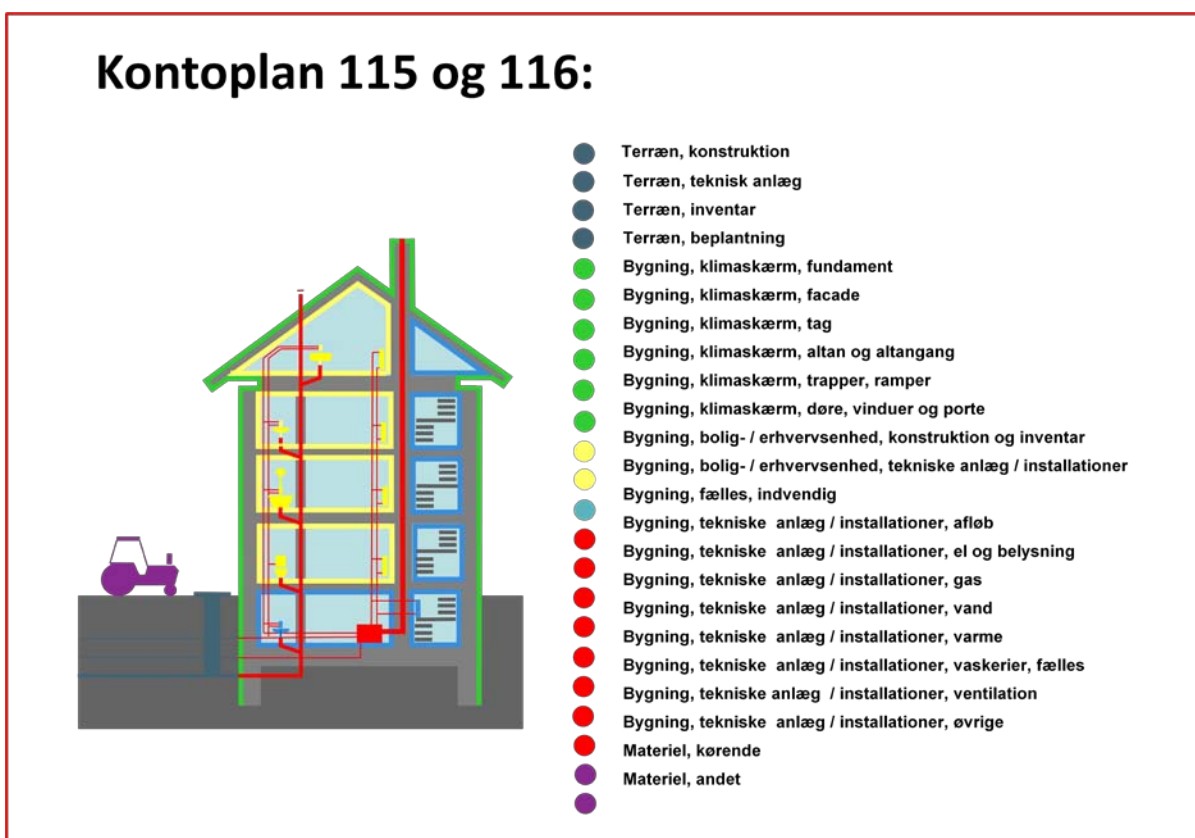 Kontoplan 115 og 116:
Terræn, konstruktion
Terræn, teknisk anlæg
Terræn, inventar
Terræn, beplantning
Bygning, klimaskærm, fundament
Bygning, klimaskærm, facade
Bygning, klimaskærm, tag
Bygning, klimaskærm, altan og altangang
Bygning, klimaskærm, trapper, ramper
Bygning, klimaskærm, døre, vinduer og porte
Bygning, bolig- / erhvervsenhed, konstruktion og inventar
Bygning, bolig- / erhvervsenhed, tekniske anlæg / installationer
Bygning, fælles, indvendig
Bygning, tekniske anlæg / installationer, afløb
Bygning, tekniske anlæg / installationer, el og belysning
Bygning, tekniske anlæg / installationer, gas
Bygning, tekniske anlæg / installationer, vand
Bygning, tekniske anlæg / installationer, varme
Bygning, tekniske anlæg / installationer, vaskerier, fælles
Bygning, tekniske anlæg / installationer, ventilation
Bygning, tekniske anlæg / installationer, øvrige
Materiel, kørende
Materiel, andet